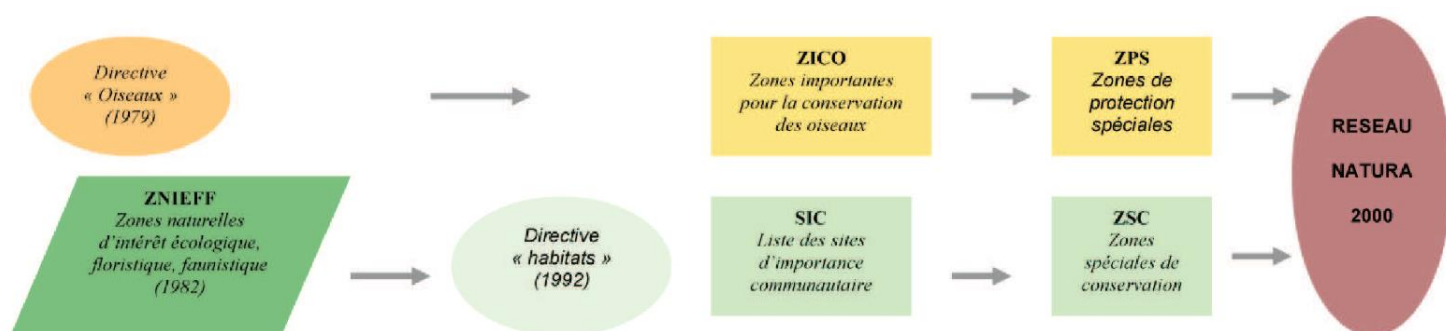 Directive
« Oiseaux »
(1979)
ZICO
Zones importantes
pour la conservation
des oiseaux
ZPS
Zones de
protection
spéciales
RESEAU
NATURA
2000
ZNIEFF
Zones naturelles
d'intérêt écologique,
floristique, faunistique
(1982)
Directive
« habitats »
(1992)
SIC
Liste des sites
d'importance
communautaire
ZSC
Zones
spéciales de
conservation